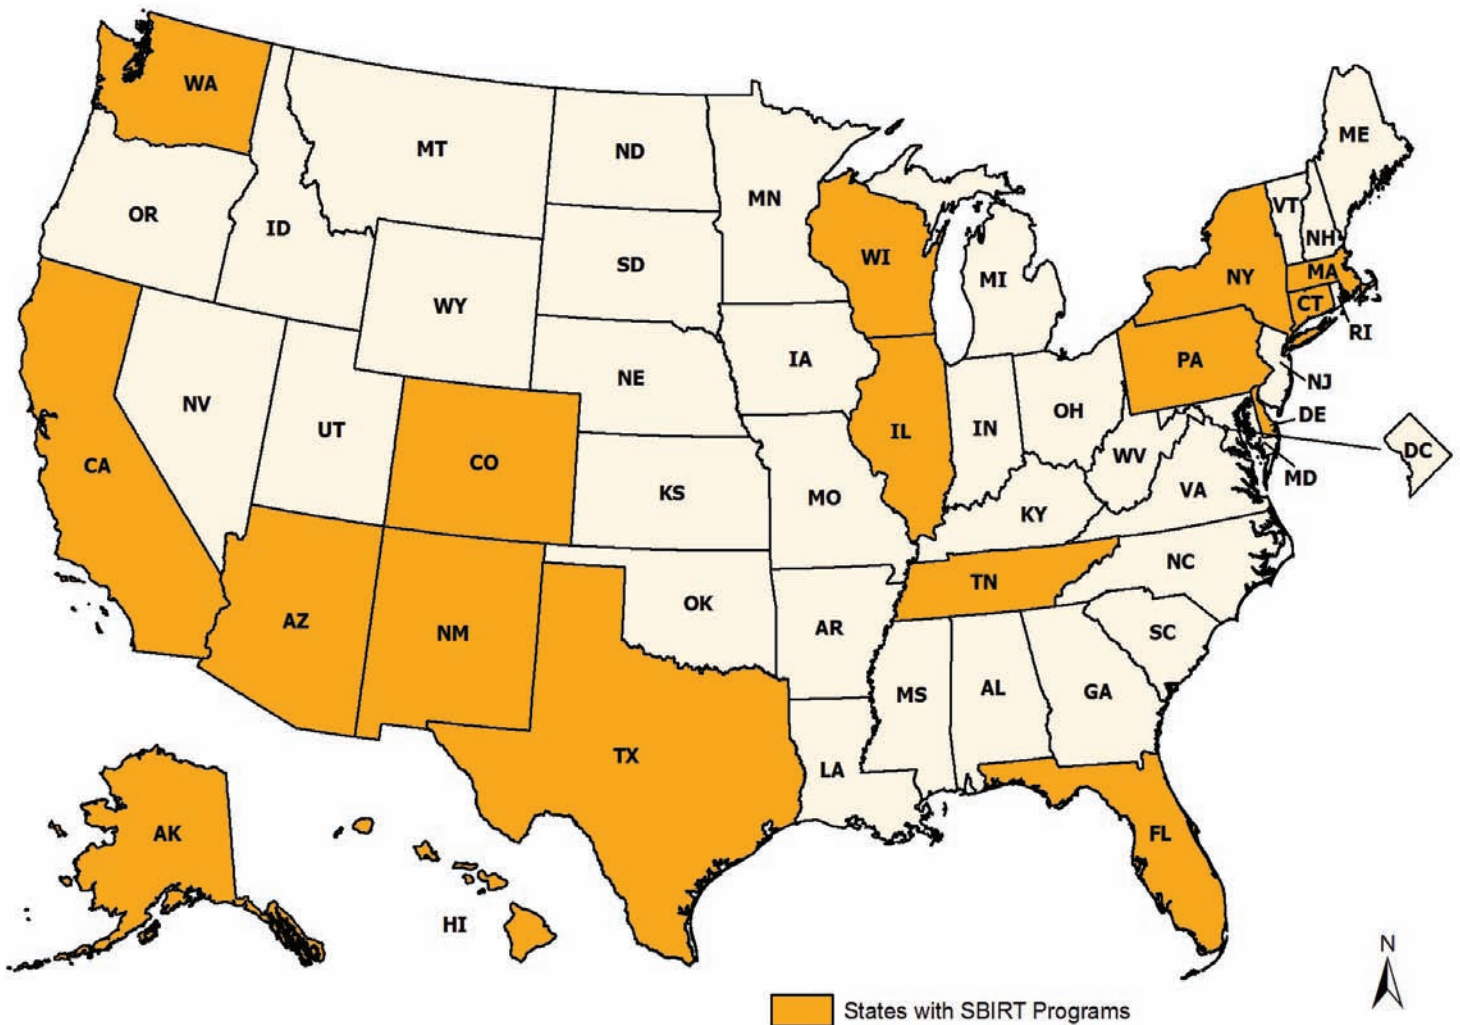 WA
MT
ND
ME
MN
OR
VT
ID
NH
SD
WI
MI
NY
MA
CT
WY
RI
IA
PA
NE
NJ
NV
OH
DE
UT
IL
IN
CO
DC
CA
WV
MD
KS
MO
VA
KY
NC
TN
OK
AZ
NM
AR
SC
MS
AL
GA
TX
LA
AK
FL
HI
N
States with SBIRT Programs